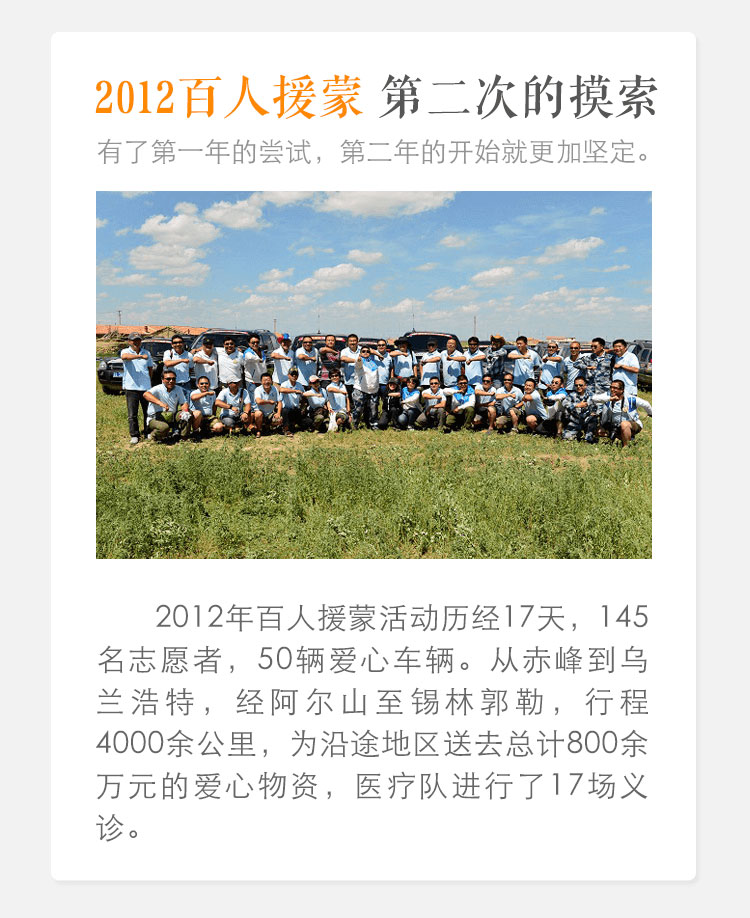 2012百人援蒙 第二次的摸索
有了第一年的尝试，第二年的开始就更加坚定。
2012年百人援蒙活动历经17天，145
名志愿者，50辆爱心车辆。从赤峰到乌
兰浩特，经阿尔山至锡林郭勒，行程
4000余公里，为沿途地区送去总计800余
万元的爱心物资，医疗队进行了17场义
诊。